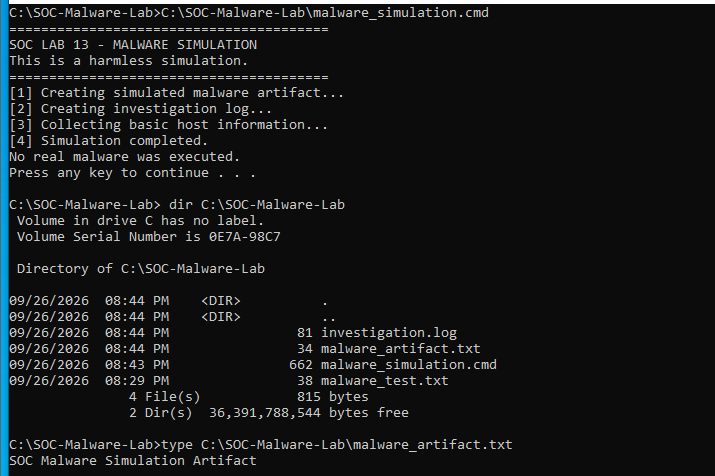 C:\SOC-Malware-Lab>C:\SOC-Malware-Lab\malware_simulation.cmd
========================================
SOC LAB 13 - MALWARE SIMULATION
This is a harmless simulation.
========================================
[1] Creating simulated malware artifact...
[2] Creating investigation log...
[3] Collecting basic host information...
[4] Simulation completed.
No real malware was executed.
Press any key to continue . . .
C:\SOC-Malware-Lab> dir C:\SOC-Malware-Lab
 Volume in drive C has no label.
 Volume Serial Number is 0E7A-98C7
 Directory of C:\SOC-Malware-Lab
09/26/2026  08:44 PM    <DIR>          .
09/26/2026  08:44 PM    <DIR>          ..
09/26/2026  08:44 PM                81 investigation.log
09/26/2026  08:44 PM                34 malware_artifact.txt
09/26/2026  08:43 PM               662 malware_simulation.cmd
09/26/2026  08:29 PM                38 malware_test.txt
               4 File(s)            815 bytes
               2 Dir(s)  36,391,788,544 bytes free
C:\SOC-Malware-Lab>type C:\SOC-Malware-Lab\malware_artifact.txt
SOC Malware Simulation Artifact